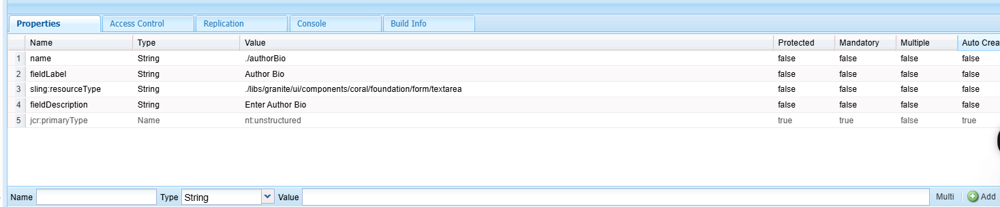 Properties Access Control Replication Console Build Info
Name Type Value Protected Mandatory Multiple Auto Crea
1 name String ./authorBio false false false false
2 fieldLabel String Author Bio false false false false
3 sling:resourceType String ./libs/granite/ui/components/coral/foundation/form/textarea false false false false
4 fieldDescription String Enter Author Bio false false false false
5 jcr:primaryType Name nt:unstructured true true false true
Name Type String Value Multi Add